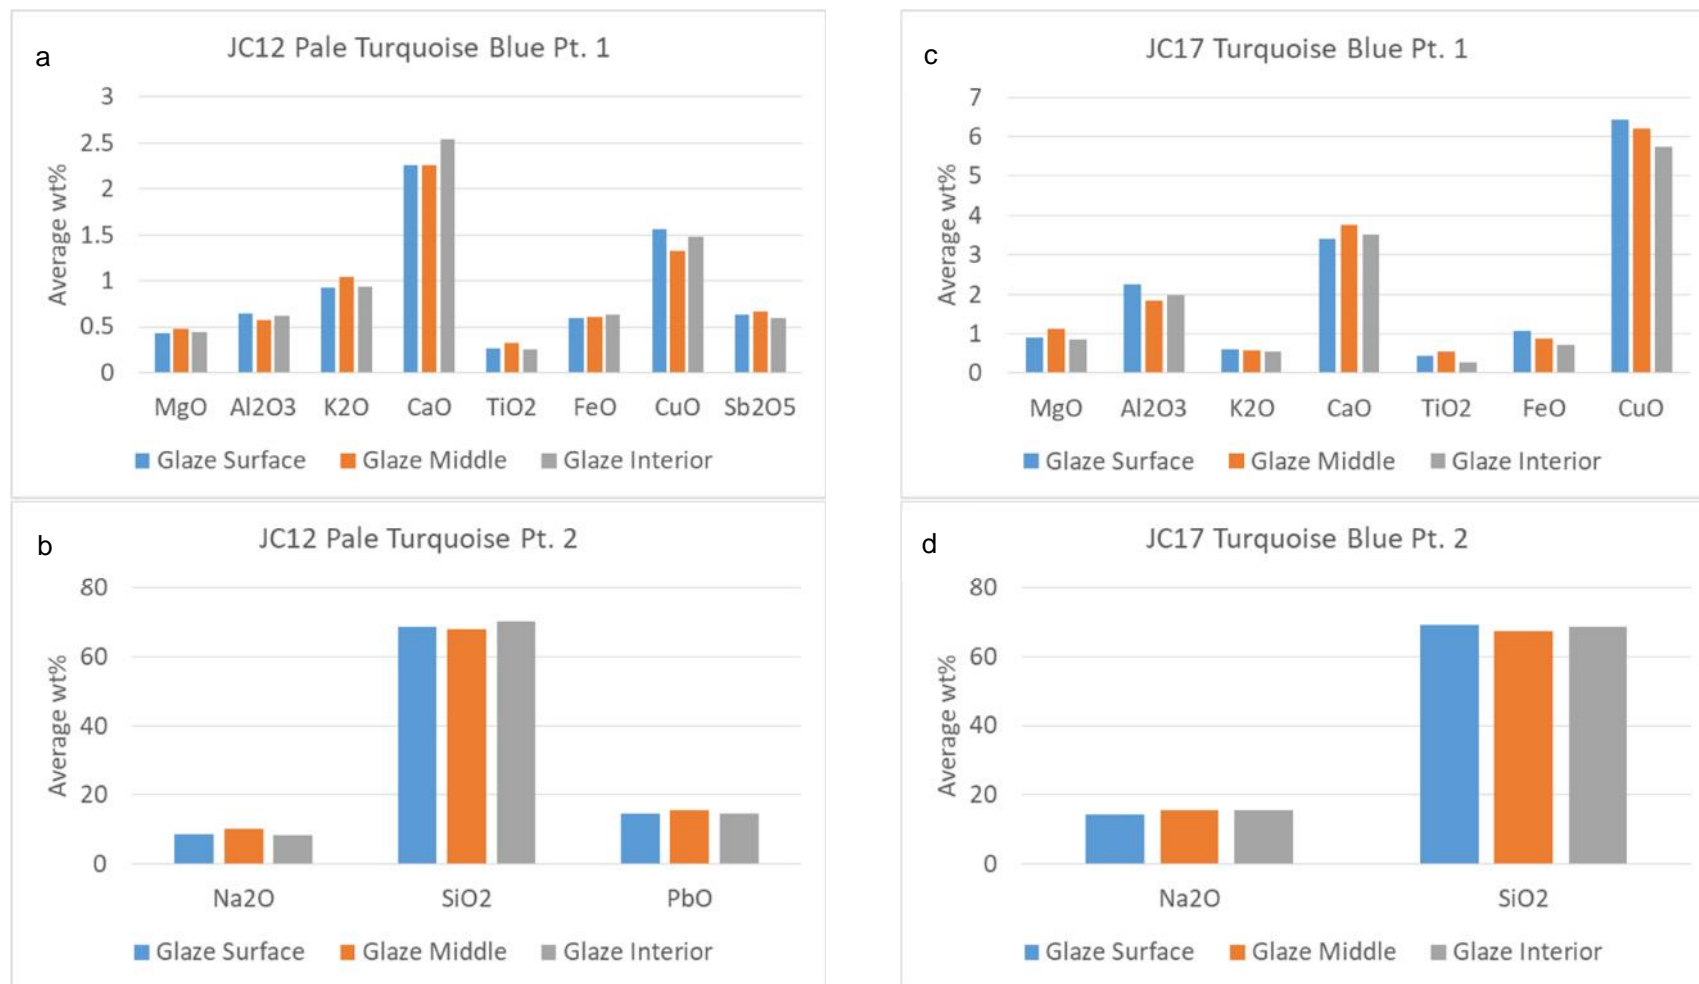 a
JC12 Pale Turquoise Blue Pt. 1
Average wt%
3
2.5
2
1.5
1
0.5
0
MgO Al2O3 K2O CaO TiO2 FeO CuO Sb2O5
Glaze Surface Glaze Middle Glaze Interior
b
JC12 Pale Turquoise Pt. 2
Average wt%
80
60
40
20
0
Na2O SiO2 PbO
Glaze Surface Glaze Middle Glaze Interior
c
JC17 Turquoise Blue Pt. 1
Average wt%
7
6
5
4
3
2
1
0
MgO Al2O3 K2O CaO TiO2 FeO CuO
Glaze Surface Glaze Middle Glaze Interior
d
JC17 Turquoise Blue Pt. 2
Average wt%
80
60
40
20
0
Na2O SiO2
Glaze Surface Glaze Middle Glaze Interior